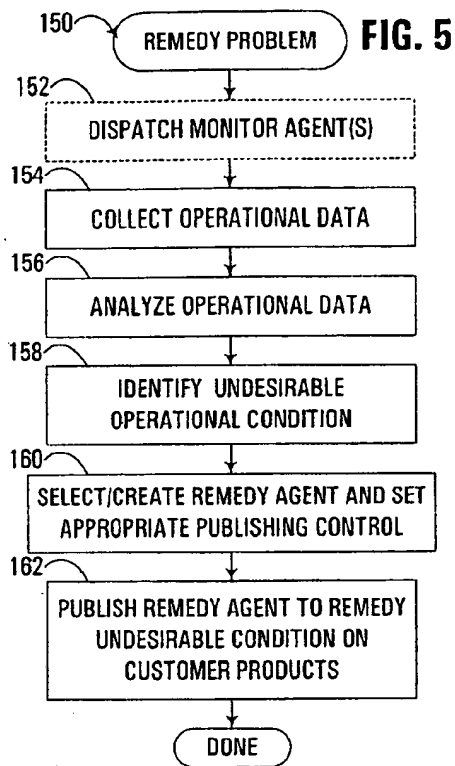 150
REMEDY PROBLEM
FIG. 5
152
DISPATCH MONITOR AGENT(S)
154
COLLECT OPERATIONAL DATA
156
ANALYZE OPERATIONAL DATA
158
IDENTIFY UNDESIRABLE
OPERATIONAL CONDITION
160
SELECT/CREATE REMEDY AGENT AND SET
APPROPRIATE PUBLISHING CONTROL
162
PUBLISH REMEDY AGENT TO REMEDY
UNDESIRABLE CONDITION ON
CUSTOMER PRODUCTS
DONE